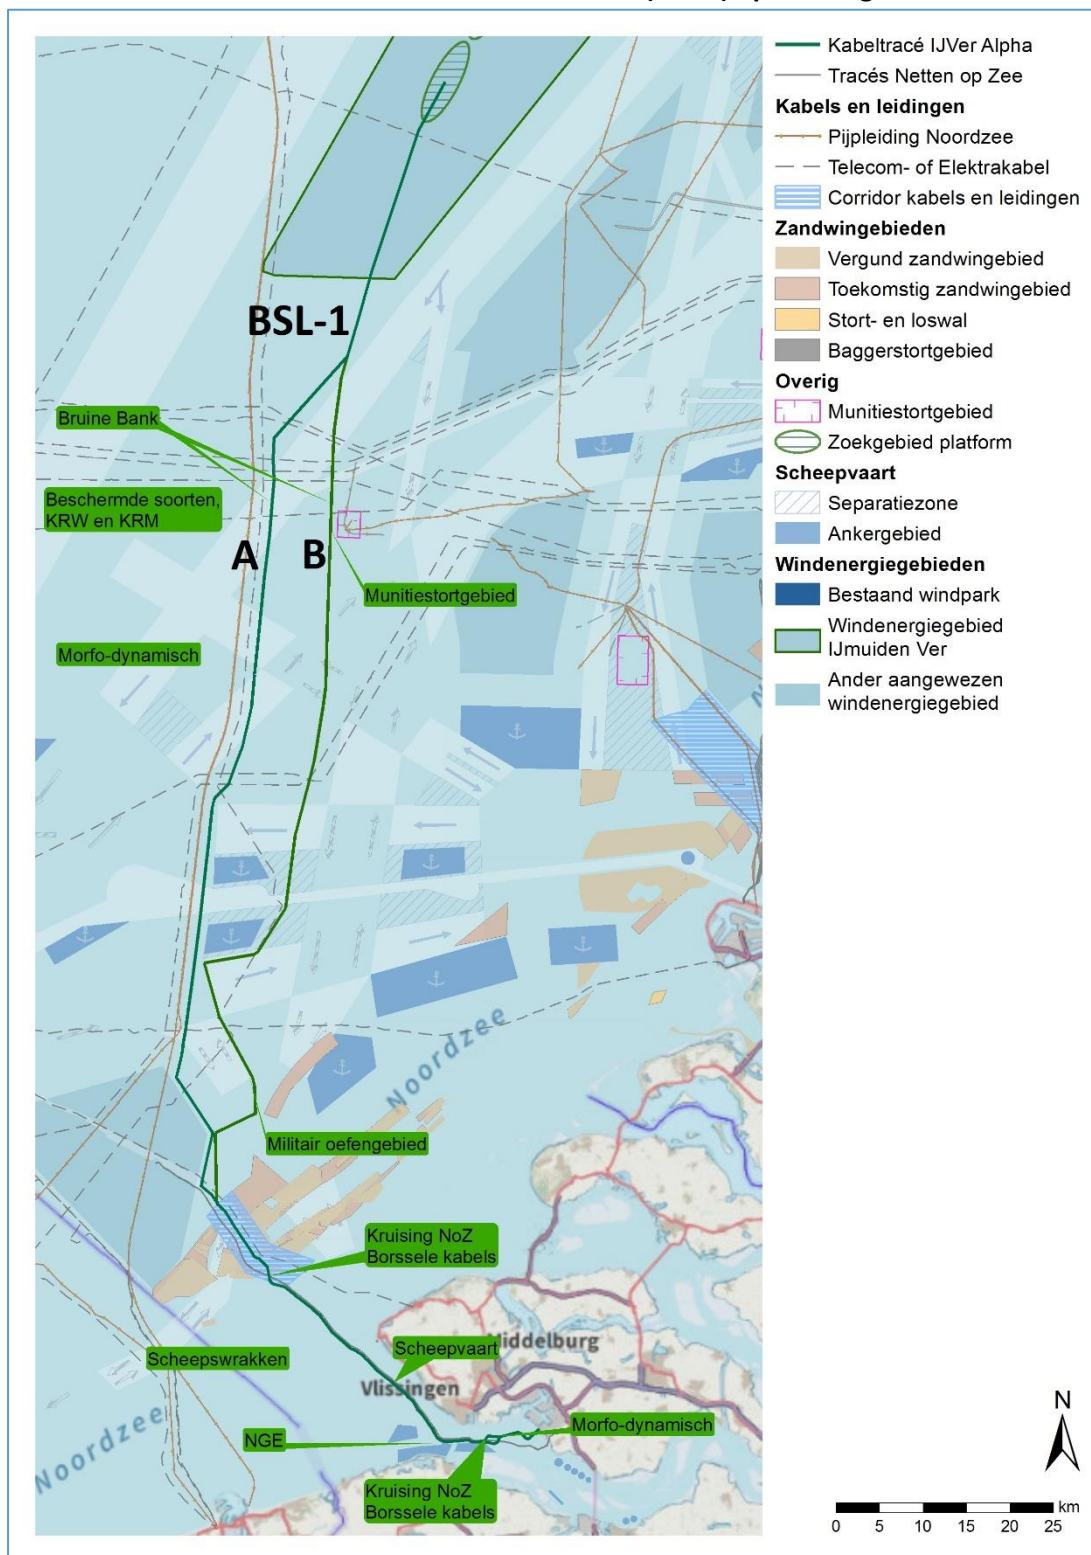 Kabeltracé IJVer Alpha
Tracés Netten op Zee
Kabels en leidingen
Pijpleiding Noordzee
Telecom- of Elektrakabel
Corridor kabels en leidingen
Zandwingebieden
Vergund zandwingebied
Toekomstig zandwingebied
Stort- en loswal
Baggerstortgebied
Overig
Munitiestortgebied
Zoekgebied platform
Scheepvaart
Separatiezone
Ankergebied
Windenergiegebieden
Bestaand windpark
Windenergiegebied
IJmuiden Ver
Ander aangewezen
windenergiegebied
BSL-1
Bruine Bank
Beschermde soorten,
KRW en KRM
A
B
Munitiestortgebied
Morfo-dynamisch
Noordzee
Militair oefengebied
Kruising NoZ
Borssele kabels
Scheepvaart
Middelburg
Scheepswrakken
Vlissingen
Noordzee
NGE
Morfo-dynamisch
Kruising NoZ
Borssele kabels
N
km
0 5 10 15 20 25